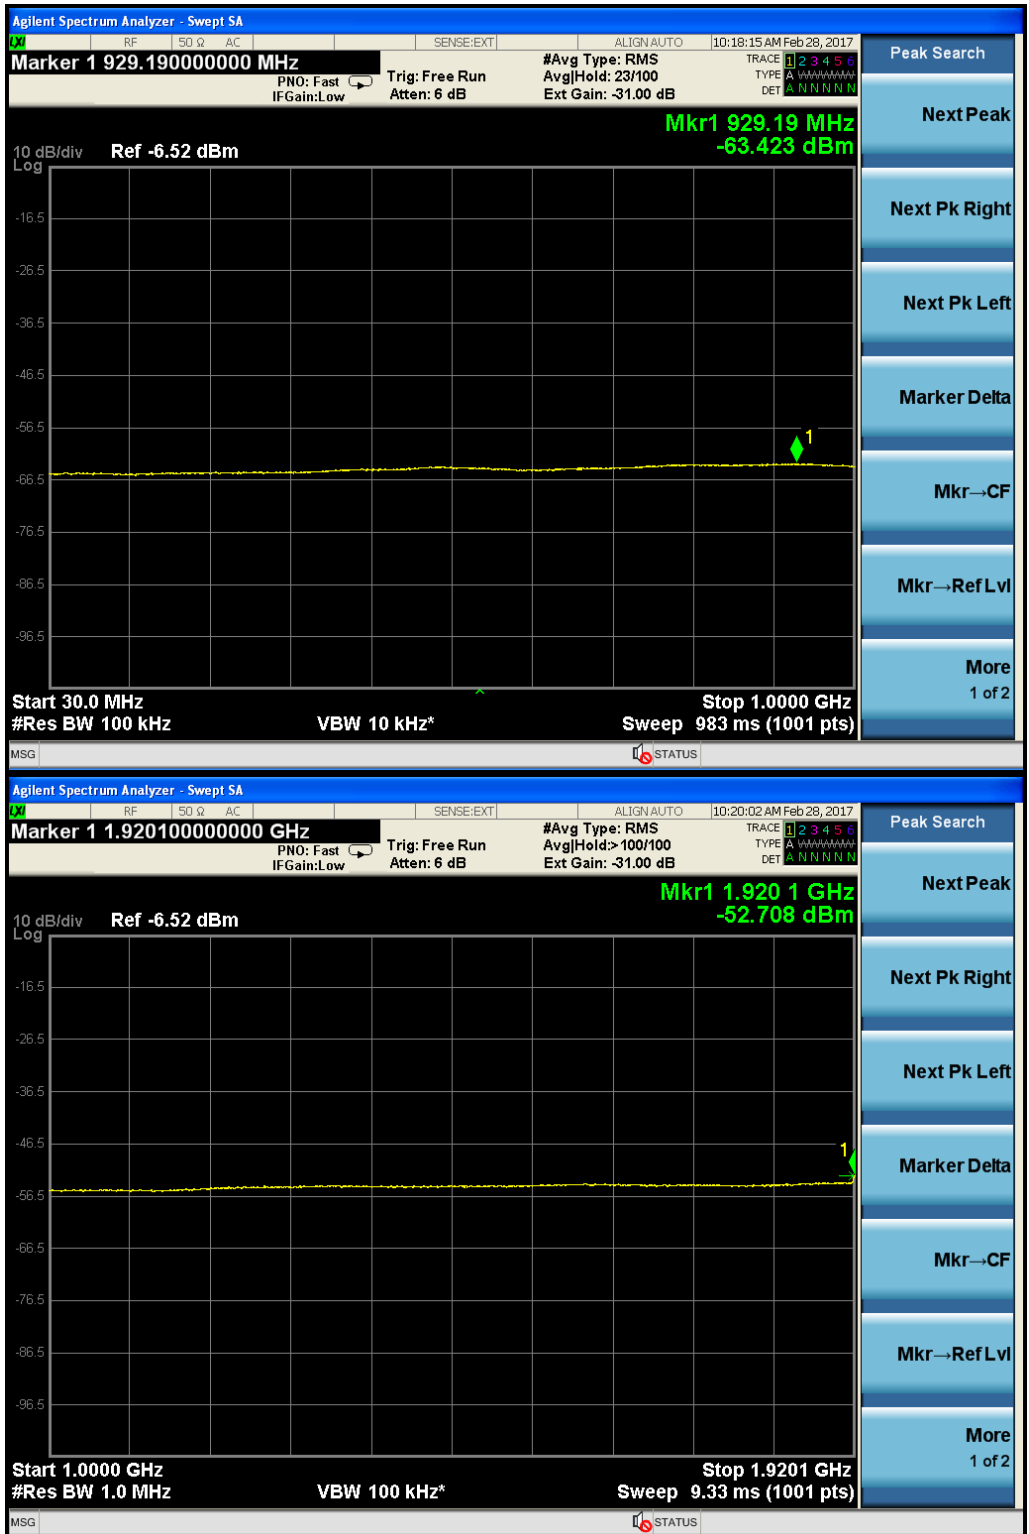 Agilent Spectrum Analyzer - Swept SA
LXI RF 50 Ω AC SENSE:EXT ALIGN AUTO 10:18:15 AM Feb 28, 2017
Marker 1 929.190000000 MHz
PNO: Fast
IFGain:Low
Trig: Free Run
Atten: 6 dB
#Avg Type: RMS
Avg|Hold: 23/100
Ext Gain: -31.00 dB
TRACE 1 2 3 4 5 6
TYPE A WWWWW
DET A N N N N N
Mkr1 929.19 MHz
-63.423 dBm
10 dB/div Ref -6.52 dBm
Log
-16.5
-26.5
-36.5
-46.5
-56.5
1
-66.5
-76.5
-86.5
-96.5
Start 30.0 MHz Stop 1.0000 GHz
#Res BW 100 kHz VBW 10 kHz* Sweep 983 ms (1001 pts)
MSG STATUS
Peak Search
Next Peak
Next Pk Right
Next Pk Left
Marker Delta
Mkr→CF
Mkr→Ref Lvl
More
1 of 2
Agilent Spectrum Analyzer - Swept SA
LXI RF 50 Ω AC SENSE:EXT ALIGN AUTO 10:20:02 AM Feb 28, 2017
Marker 1 1.920100000000 GHz
PNO: Fast
IFGain:Low
Trig: Free Run
Atten: 6 dB
#Avg Type: RMS
Avg|Hold:>100/100
Ext Gain: -31.00 dB
TRACE 1 2 3 4 5 6
TYPE A WWWWW
DET A N N N N N
Mkr1 1.920 1 GHz
-52.708 dBm
10 dB/div Ref -6.52 dBm
Log
-16.5
-26.5
-36.5
-46.5
1
-56.5
-66.5
-76.5
-86.5
-96.5
Start 1.0000 GHz Stop 1.9201 GHz
#Res BW 1.0 MHz VBW 100 kHz* Sweep 9.33 ms (1001 pts)
MSG STATUS
Peak Search
Next Peak
Next Pk Right
Next Pk Left
Marker Delta
Mkr→CF
Mkr→Ref Lvl
More
1 of 2